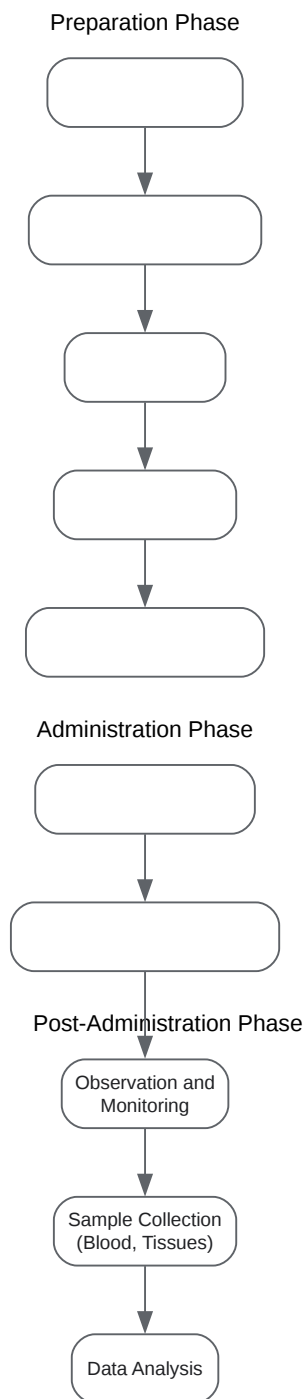 Preparation Phase
Administration Phase
Post-Administration Phase
Observation and
Monitoring
Sample Collection
(Blood, Tissues)
Data Analysis